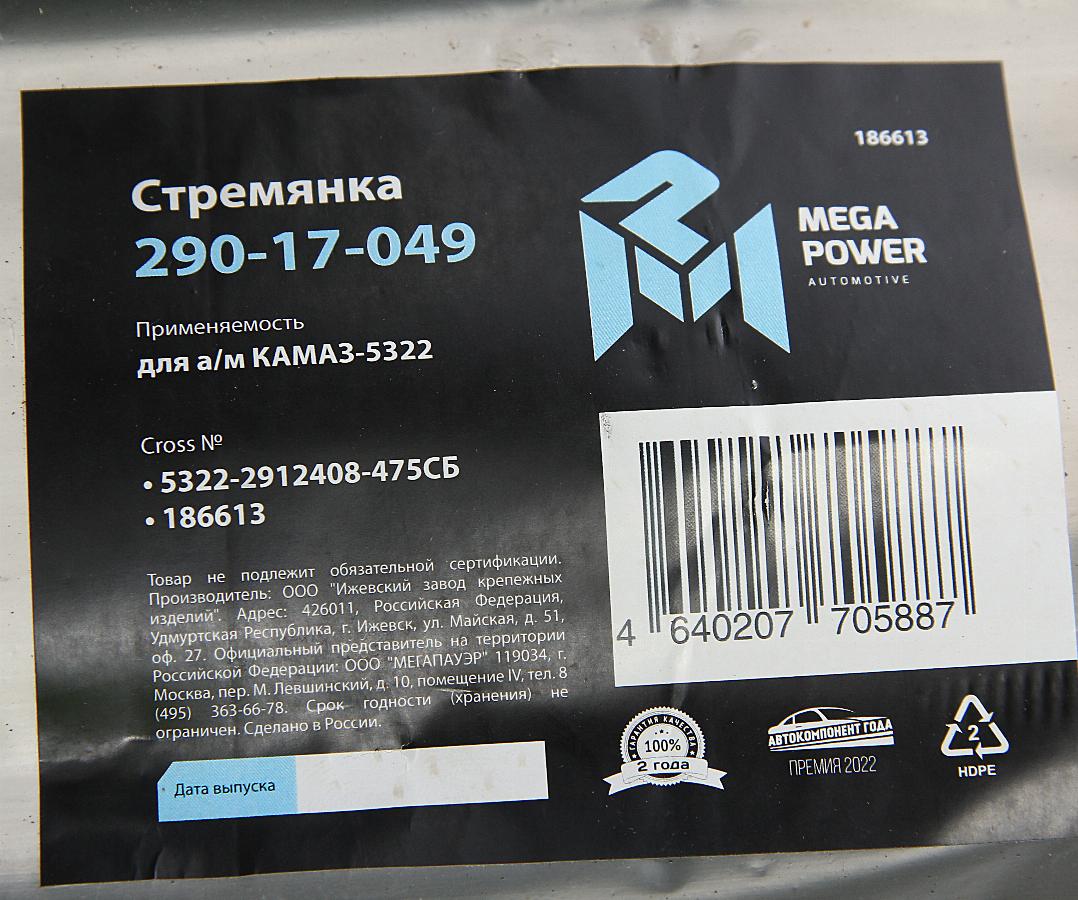 186613
Стремянка
290-17-049
MEGA
POWER
AUTOMOTIVE
Применяемость
для а/м КАМАЗ-5322
Cross №
• 5322-2912408-475СБ
• 186613
Товар не подлежит обязательной сертификации.
Производитель: ООО "Ижевский завод крепежных
изделий". Адрес: 426011, Российская Федерация,
Удмуртская Республика, г. Ижевск, ул. Майская, д. 51,
оф. 27. Официальный представитель на территории
Российской Федерации: ООО "МЕГАПАУЭР" 119034, г.
Москва, пер. М. Левшинский, д. 10, помещение IV, тел. 8
(495) 363-66-78. Срок годности (хранения) не
ограничен. Сделано в России.
4 640207 705887
Дата выпуска
ГАРАНТИЯ КАЧЕСТВА
100%
2 года
АВТОКОМПОНЕНТ ГОДА
ПРЕМИЯ 2022
2
HDPE